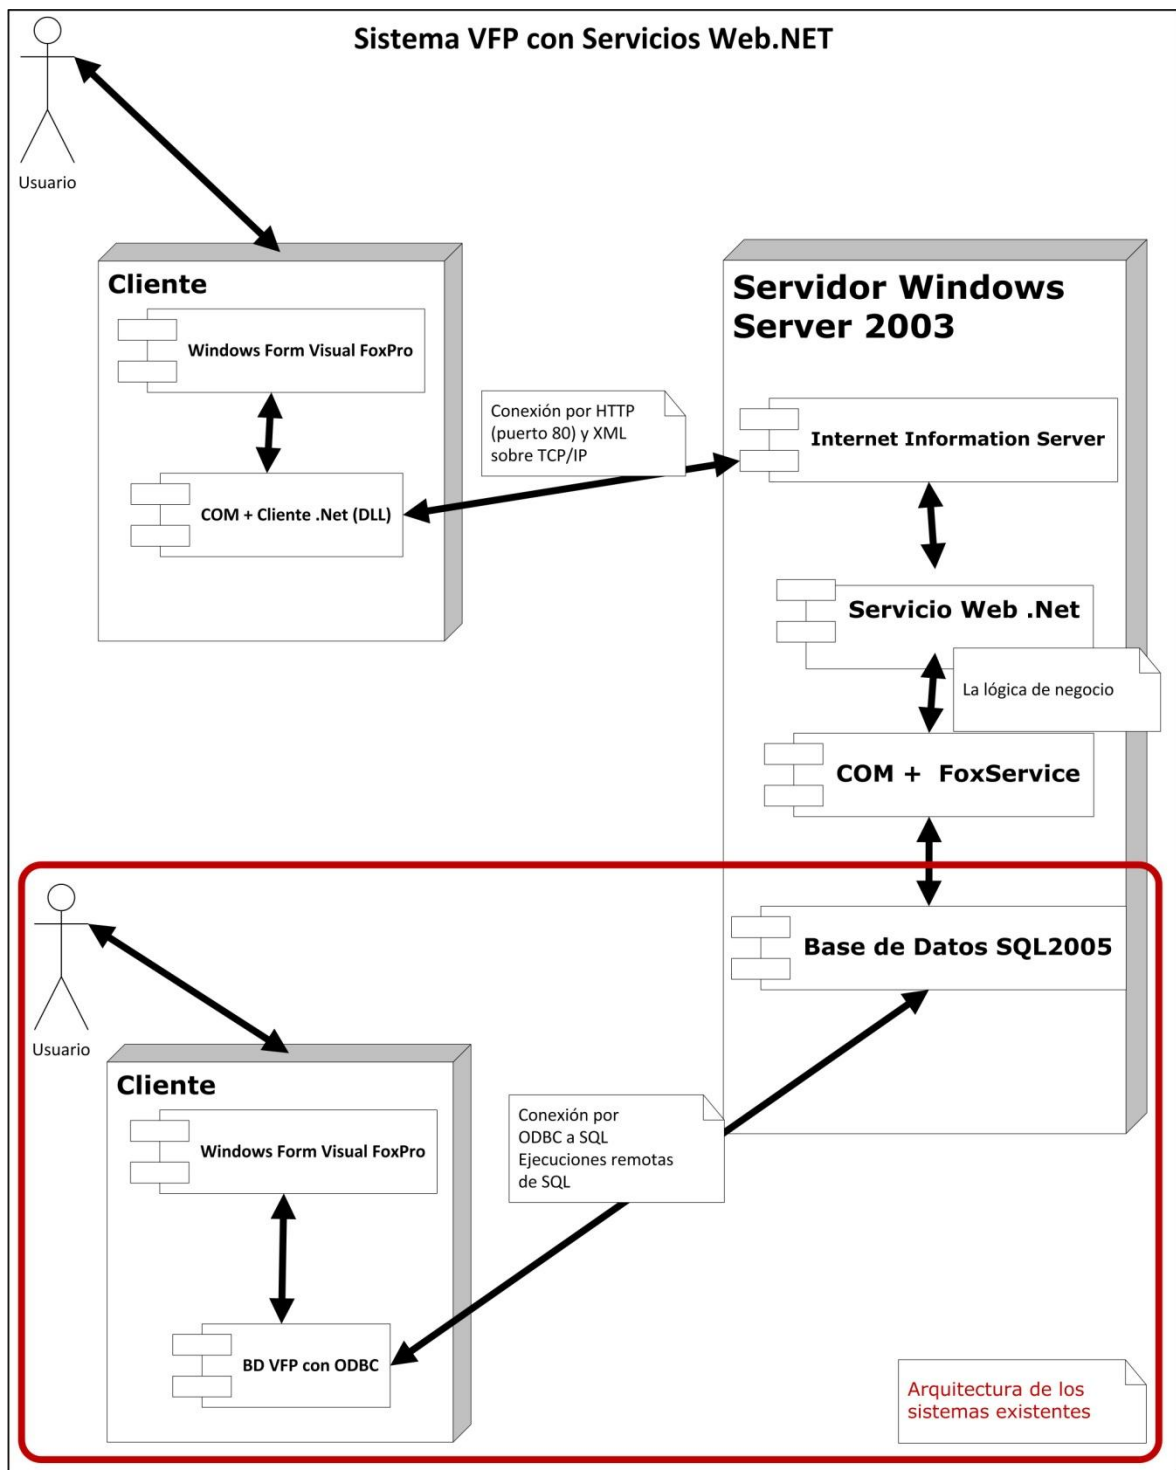 Sistema VFP con Servicios Web.NET
Usuario
Cliente
Windows Form Visual FoxPro
COM + Cliente .Net (DLL)
Conexión por HTTP
(puerto 80) y XML
sobre TCP/IP
Servidor Windows
Server 2003
Internet Information Server
Servicio Web .Net
La lógica de negocio
COM +  FoxService
Base de Datos SQL2005
Usuario
Cliente
Windows Form Visual FoxPro
BD VFP con ODBC
Conexión por
ODBC a SQL
Ejecuciones remotas
de SQL
Arquitectura de los
sistemas existentes